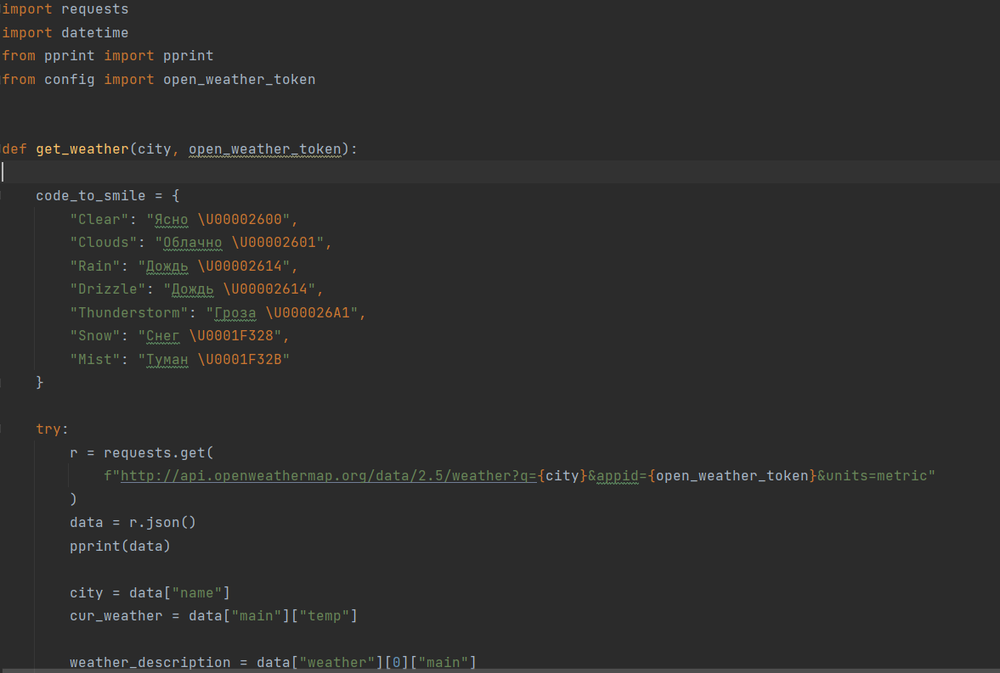 import requests
import datetime
from pprint import pprint
from config import open_weather_token
def get_weather(city, open_weather_token):
code_to_smile = {
"Clear": "Ясно \U00002600",
"Clouds": "Облачно \U00002601",
"Rain": "Дождь \U00002614",
"Drizzle": "Дождь \U00002614",
"Thunderstorm": "Гроза \U000026A1",
"Snow": "Снег \U0001F328",
"Mist": "Туман \U0001F32B"
}
try:
r = requests.get(
f"http://api.openweathermap.org/data/2.5/weather?q={city}&appid={open_weather_token}&units=metric"
)
data = r.json()
pprint(data)
city = data["name"]
cur_weather = data["main"]["temp"]
weather_description = data["weather"][0]["main"]